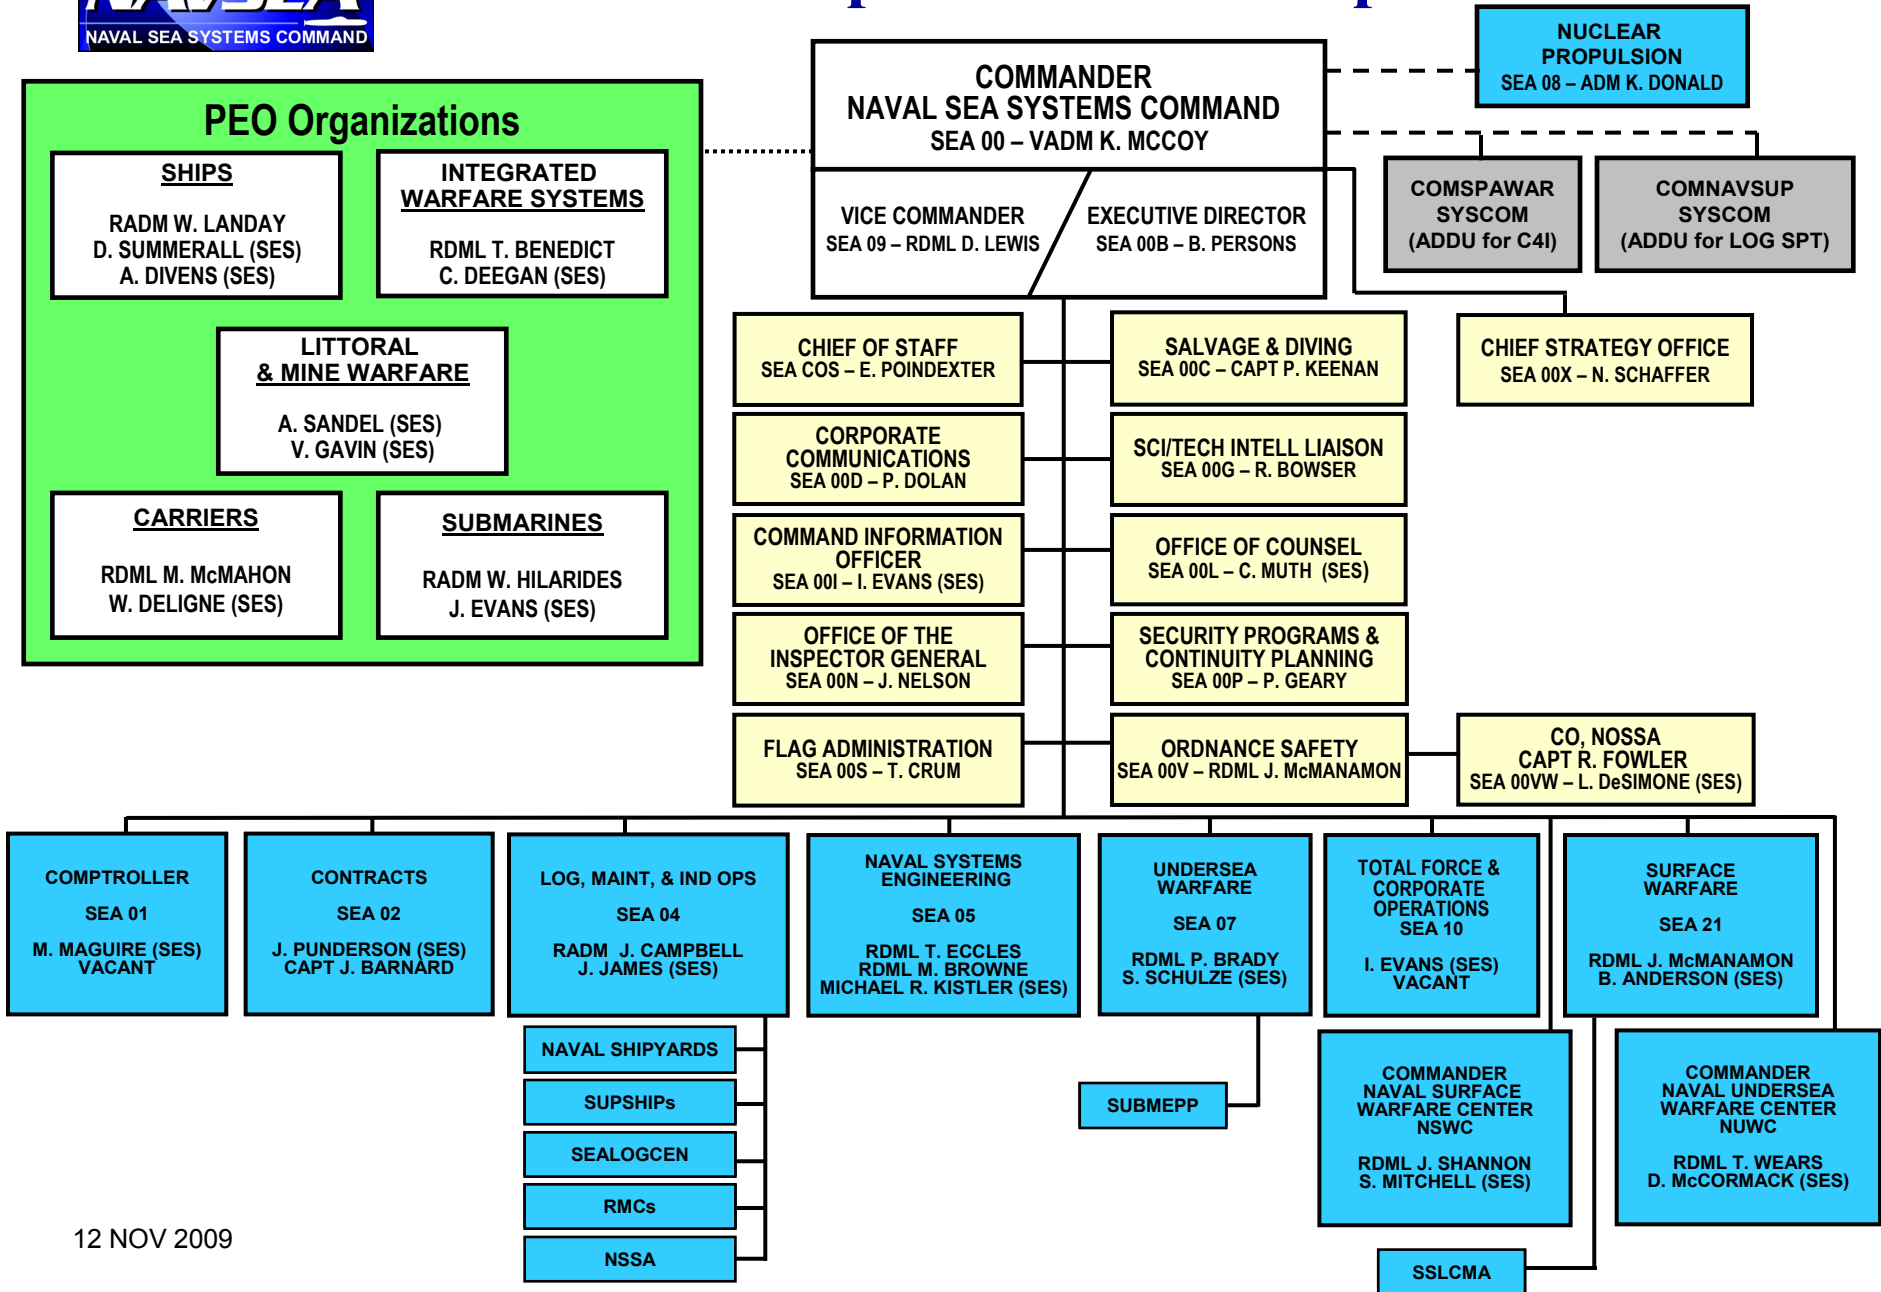 NAVSEA
NAVAL SEA SYSTEMS COMMAND
NUCLEAR
PROPULSION
SEA 08 – ADM K. DONALD
COMMANDER
NAVAL SEA SYSTEMS COMMAND
SEA 00 – VADM K. MCCOY
VICE COMMANDER
SEA 09 – RDML D. LEWIS
EXECUTIVE DIRECTOR
SEA 00B – B. PERSONS
COMSPAWAR
SYSCOM
(ADDU for C4I)
COMNAVSUP
SYSCOM
(ADDU for LOG SPT)
PEO Organizations
SHIPS
RADM W. LANDAY
D. SUMMERALL (SES)
A. DIVENS (SES)
INTEGRATED
WARFARE SYSTEMS
RDML T. BENEDICT
C. DEEGAN (SES)
LITTORAL
& MINE WARFARE
A. SANDEL (SES)
V. GAVIN (SES)
CARRIERS
RDML M. McMAHON
W. DELIGNE (SES)
SUBMARINES
RADM W. HILARIDES
J. EVANS (SES)
CHIEF OF STAFF
SEA COS – E. POINDEXTER
SALVAGE & DIVING
SEA 00C – CAPT P. KEENAN
CHIEF STRATEGY OFFICE
SEA 00X – N. SCHAFFER
CORPORATE
COMMUNICATIONS
SEA 00D – P. DOLAN
SCI/TECH INTELL LIAISON
SEA 00G – R. BOWSER
COMMAND INFORMATION
OFFICER
SEA 00I – I. EVANS (SES)
OFFICE OF COUNSEL
SEA 00L – C. MUTH (SES)
OFFICE OF THE
INSPECTOR GENERAL
SEA 00N – J. NELSON
SECURITY PROGRAMS &
CONTINUITY PLANNING
SEA 00P – P. GEARY
FLAG ADMINISTRATION
SEA 00S – T. CRUM
ORDNANCE SAFETY
SEA 00V – RDML J. McMANAMON
CO, NOSSA
CAPT R. FOWLER
SEA 00VW – L. DeSIMONE (SES)
COMPTROLLER
SEA 01
M. MAGUIRE (SES)
VACANT
CONTRACTS
SEA 02
J. PUNDERSON (SES)
CAPT J. BARNARD
LOG, MAINT, & IND OPS
SEA 04
RADM J. CAMPBELL
J. JAMES (SES)
NAVAL SYSTEMS
ENGINEERING
SEA 05
RDML T. ECCLES
RDML M. BROWNE
MICHAEL R. KISTLER (SES)
UNDERSEA
WARFARE
SEA 07
RDML P. BRADY
S. SCHULZE (SES)
TOTAL FORCE &
CORPORATE
OPERATIONS
SEA 10
I. EVANS (SES)
VACANT
SURFACE
WARFARE
SEA 21
RDML J. McMANAMON
B. ANDERSON (SES)
NAVAL SHIPYARDS
SUPSHIPs
SEALOGCEN
RMCs
NSSA
SUBMEPP
COMMANDER
NAVAL SURFACE
WARFARE CENTER
NSWC
RDML J. SHANNON
S. MITCHELL (SES)
COMMANDER
NAVAL UNDERSEA
WARFARE CENTER
NUWC
RDML T. WEARS
D. McCORMACK (SES)
SSLCMA
12 NOV 2009